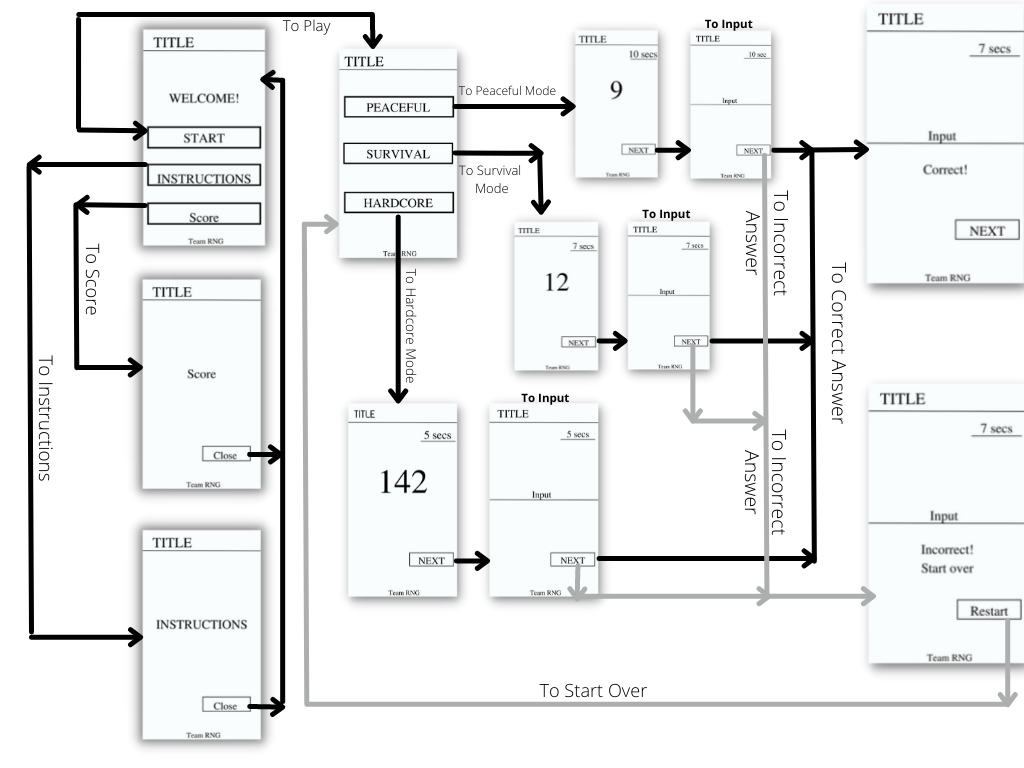 To Play
TITLE
WELCOME!
START
INSTRUCTIONS
Score
Team RNG
To Score
To Instructions
TITLE
Score
Close
Team RNG
TITLE
INSTRUCTIONS
Close
Team RNG
TITLE
PEACEFUL
SURVIVAL
HARDCORE
Team RNG
To Peaceful Mode
To Survival
Mode
To Hardcore Mode
TITLE
10 secs
9
NEXT
Team RNG
To Input
TITLE
10 sec
Input
NEXT
Team RNG
TITLE
7 secs
12
NEXT
Team RNG
To Input
TITLE
7 secs
Input
NEXT
Team RNG
TITLE
5 secs
142
NEXT
Team RNG
To Input
TITLE
5 secs
Input
NEXT
Team RNG
To Incorrect
Answer
To Incorrect
Answer
To Correct Answer
TITLE
7 secs
Input
Correct!
NEXT
Team RNG
TITLE
7 secs
Input
Incorrect!
Start over
Restart
Team RNG
To Start Over